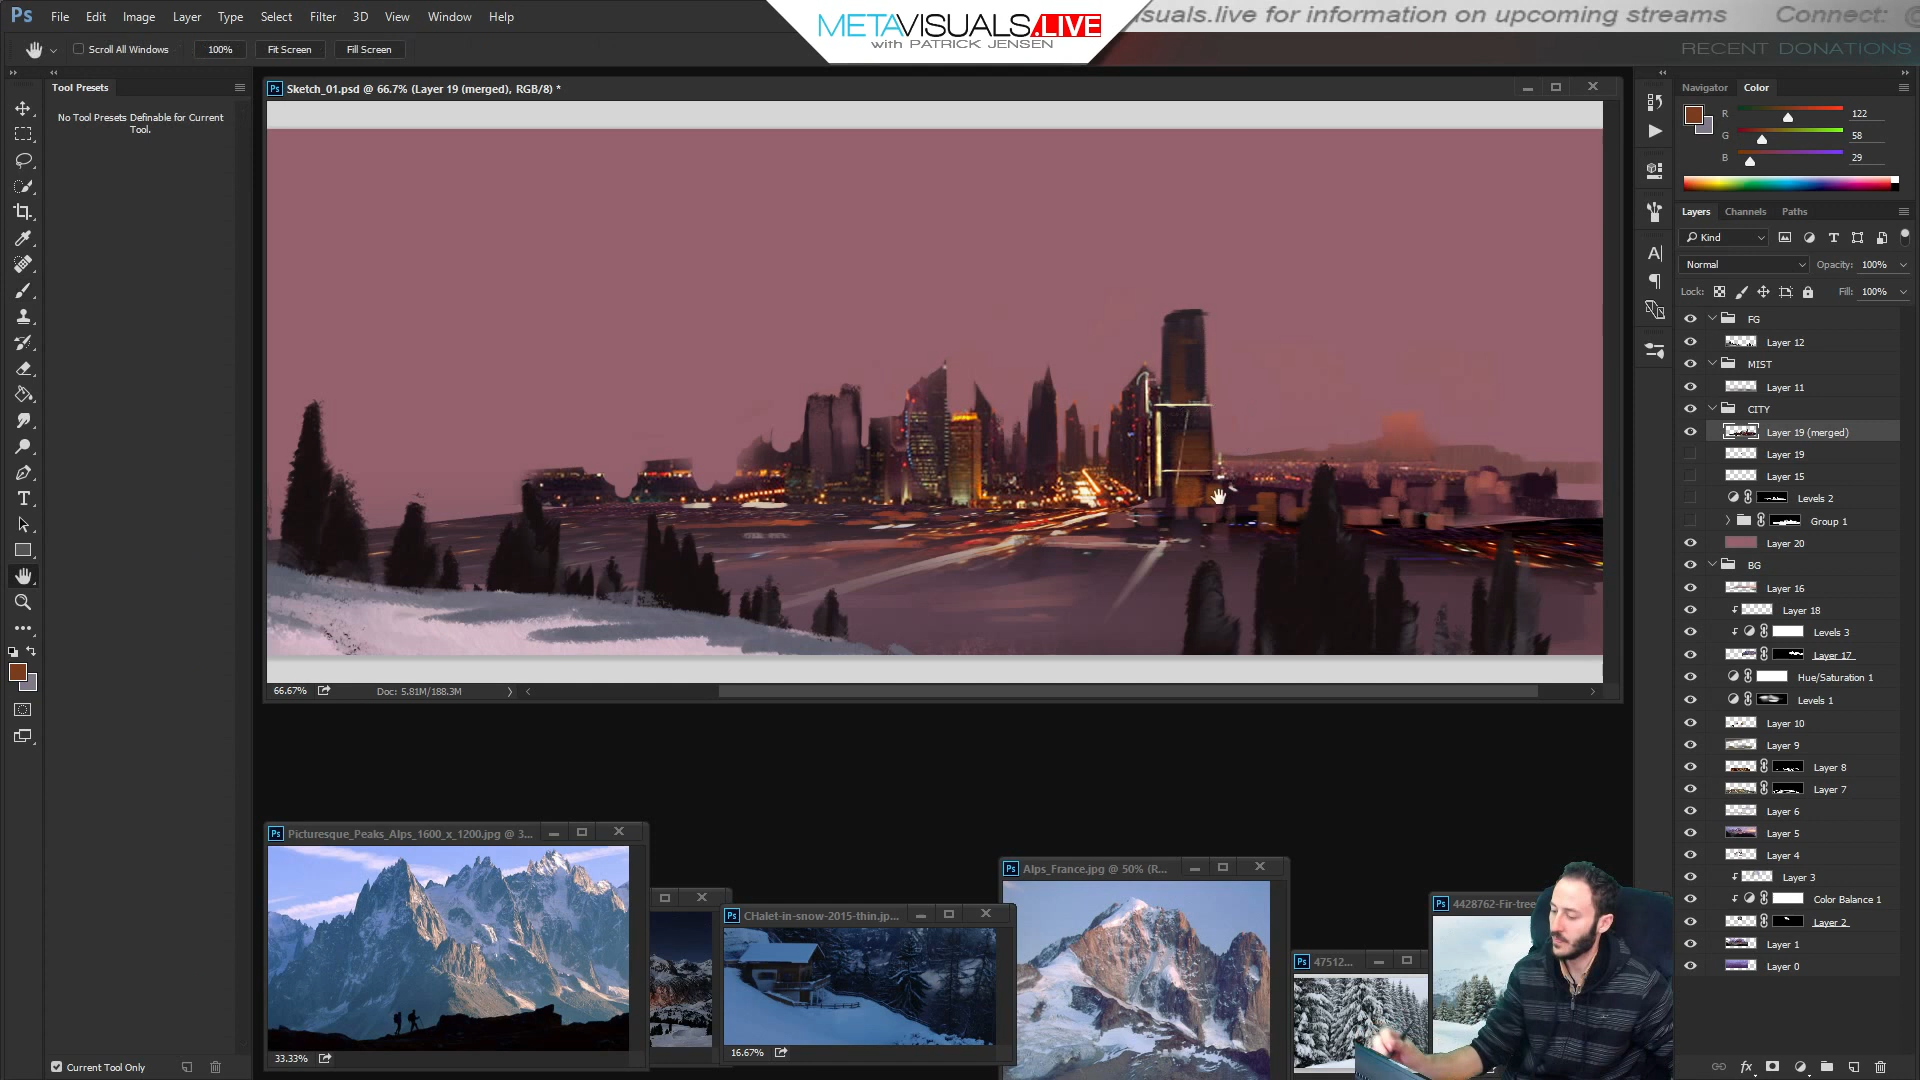 Ps File Edit Image Layer Type Select Filter 3D View Window Help
METAVISUALS.LIVE
with PATRICK JENSEN
suals.live for information on upcoming streams Connect:
RECENT DONATIONS
Scroll All Windows 100% Fit Screen Fill Screen
Tool Presets
No Tool Presets Definable for Current
Tool.
Current Tool Only
Ps Sketch_01.psd @ 66.7% (Layer 19 (merged), RGB/8) *
66.67% Doc: 5.81M/188.3M
Ps Picturesque_Peaks_Alps_1600_x_1200.jpg @ 3...
33.33%
Ps CHalet-in-snow-2015-thin.jp...
16.67%
Ps Alps_France.jpg @ 50% (R...
Ps 47512...
Ps 4428762-Fir-tree
Navigator Color
R 122
G 58
B 29
Layers Channels Paths
Kind
Normal Opacity: 100%
Lock: Fill: 100%
FG
Layer 12
MIST
Layer 11
CITY
Layer 19 (merged)
Layer 19
Layer 15
Levels 2
Group 1
Layer 20
BG
Layer 16
Layer 18
Levels 3
Layer 17
Hue/Saturation 1
Levels 1
Layer 10
Layer 9
Layer 8
Layer 7
Layer 6
Layer 5
Layer 4
Layer 3
Color Balance 1
Layer 2
Layer 1
Layer 0
fx